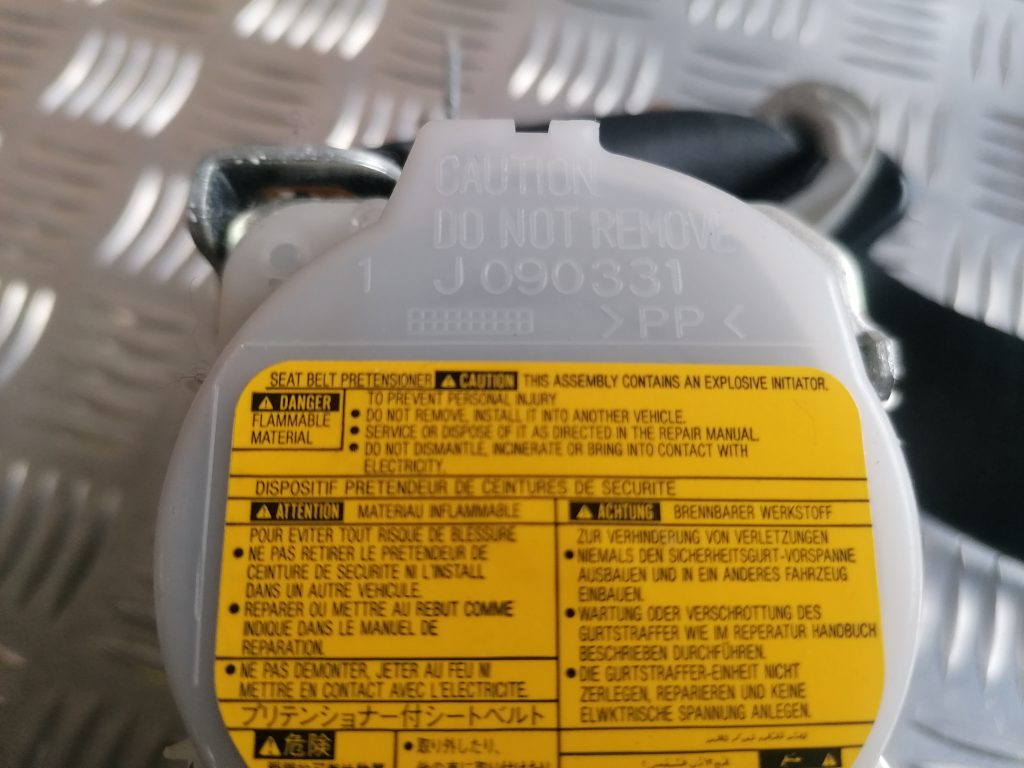 CAUTION
DO NOT REMOVE
1 J090331
>PP<
SEAT BELT PRETENSIONER ⚠ CAUTION THIS ASSEMBLY CONTAINS AN EXPLOSIVE INITIATOR.
⚠ DANGER
FLAMMABLE
MATERIAL
TO PREVENT PERSONAL INJURY
• DO NOT REMOVE, INSTALL IT INTO ANOTHER VEHICLE.
• SERVICE OR DISPOSE OF IT AS DIRECTED IN THE REPAIR MANUAL.
• DO NOT DISMANTLE, INCINERATE OR BRING INTO CONTACT WITH
ELECTRICITY.
DISPOSITIF PRETENDEUR DE CEINTURES DE SECURITE
⚠ ATTENTION MATERIAU INFLAMMABLE
POUR EVITER TOUT RISQUE DE BLESSURE
• NE PAS RETIRER LE PRETENDEUR DE
CEINTURE DE SECURITE NI L'INSTALL
DANS UN AUTRE VEHICULE.
• REPARER OU METTRE AU REBUT COMME
INDIQUE DANS LE MANUEL DE
REPARATION.
• NE PAS DEMONTER, JETER AU FEU NI
METTRE EN CONTACT AVEC L'ELECTRICITE.
⚠ ACHTUNG BRENNBARER WERKSTOFF
ZUR VERHINDERUNG VON VERLETZUNGEN
• NIEMALS DEN SICHERHEITSGURT-VORSPANNE
AUSBAUEN UND IN EIN ANDERES FAHRZEUG
EINBAUEN.
• WARTUNG ODER VERSCHROTTUNG DES
GURTSTRAFFER WIE IM REPERATUR HANDBUCH
BESCHRIEBEN DURCHFÜHREN.
• DIE GURTSTRAFFER-EINHEIT NICHT
ZERLEGEN, REPARIEREN UND KEINE
ELWKTRISCHE SPANNUNG ANLEGEN.
プリテンショナー付シートベルト
⚠ 危険
• 取り外したり、